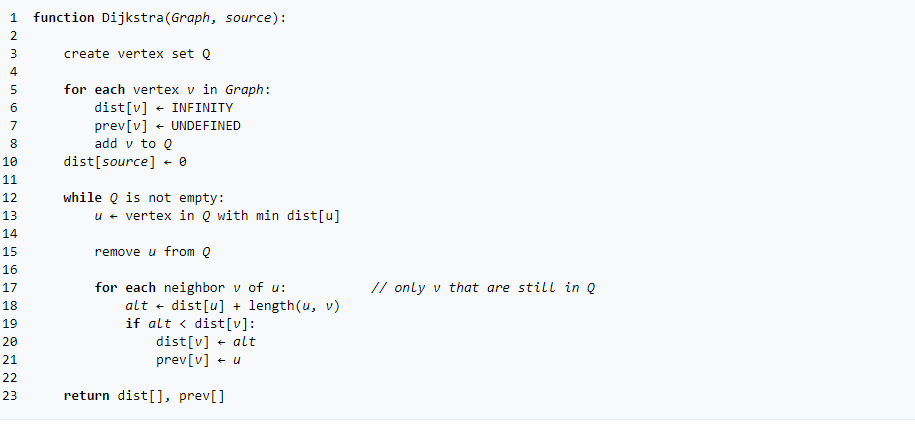 1 function Dijkstra(Graph, source):
2
3 create vertex set Q
4
5 for each vertex v in Graph:
6 dist[v] ← INFINITY
7 prev[v] ← UNDEFINED
8 add v to Q
10 dist[source] ← 0
11
12 while Q is not empty:
13 u ← vertex in Q with min dist[u]
14
15 remove u from Q
16
17 for each neighbor v of u: // only v that are still in Q
18 alt ← dist[u] + length(u, v)
19 if alt < dist[v]:
20 dist[v] ← alt
21 prev[v] ← u
22
23 return dist[], prev[]